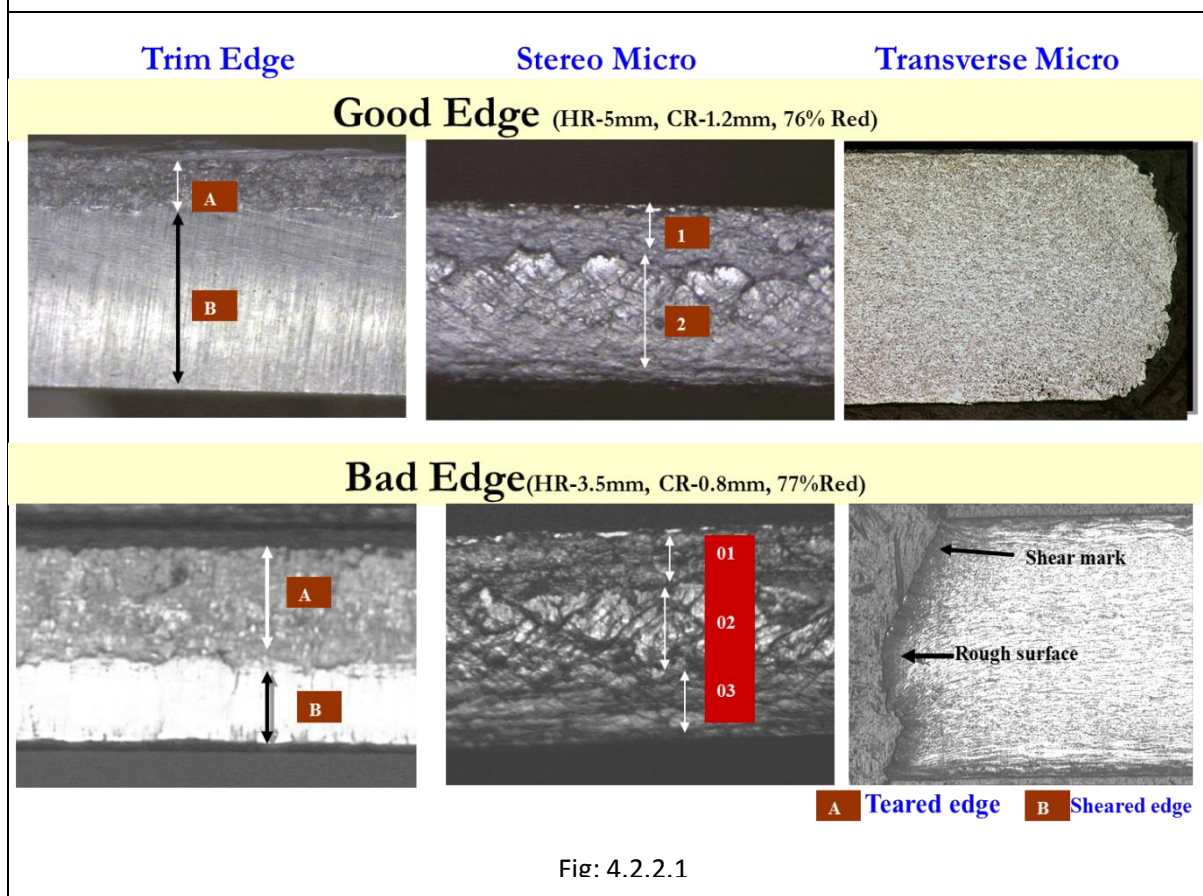 Trim Edge Stereo Micro Transverse Micro
Good Edge (HR-5mm, CR-1.2mm, 76% Red)
A
B
1
2
Bad Edge(HR-3.5mm, CR-0.8mm, 77%Red)
A
B
01
02
03
Shear mark
Rough surface
A Teared edge B Sheared edge
Fig: 4.2.2.1